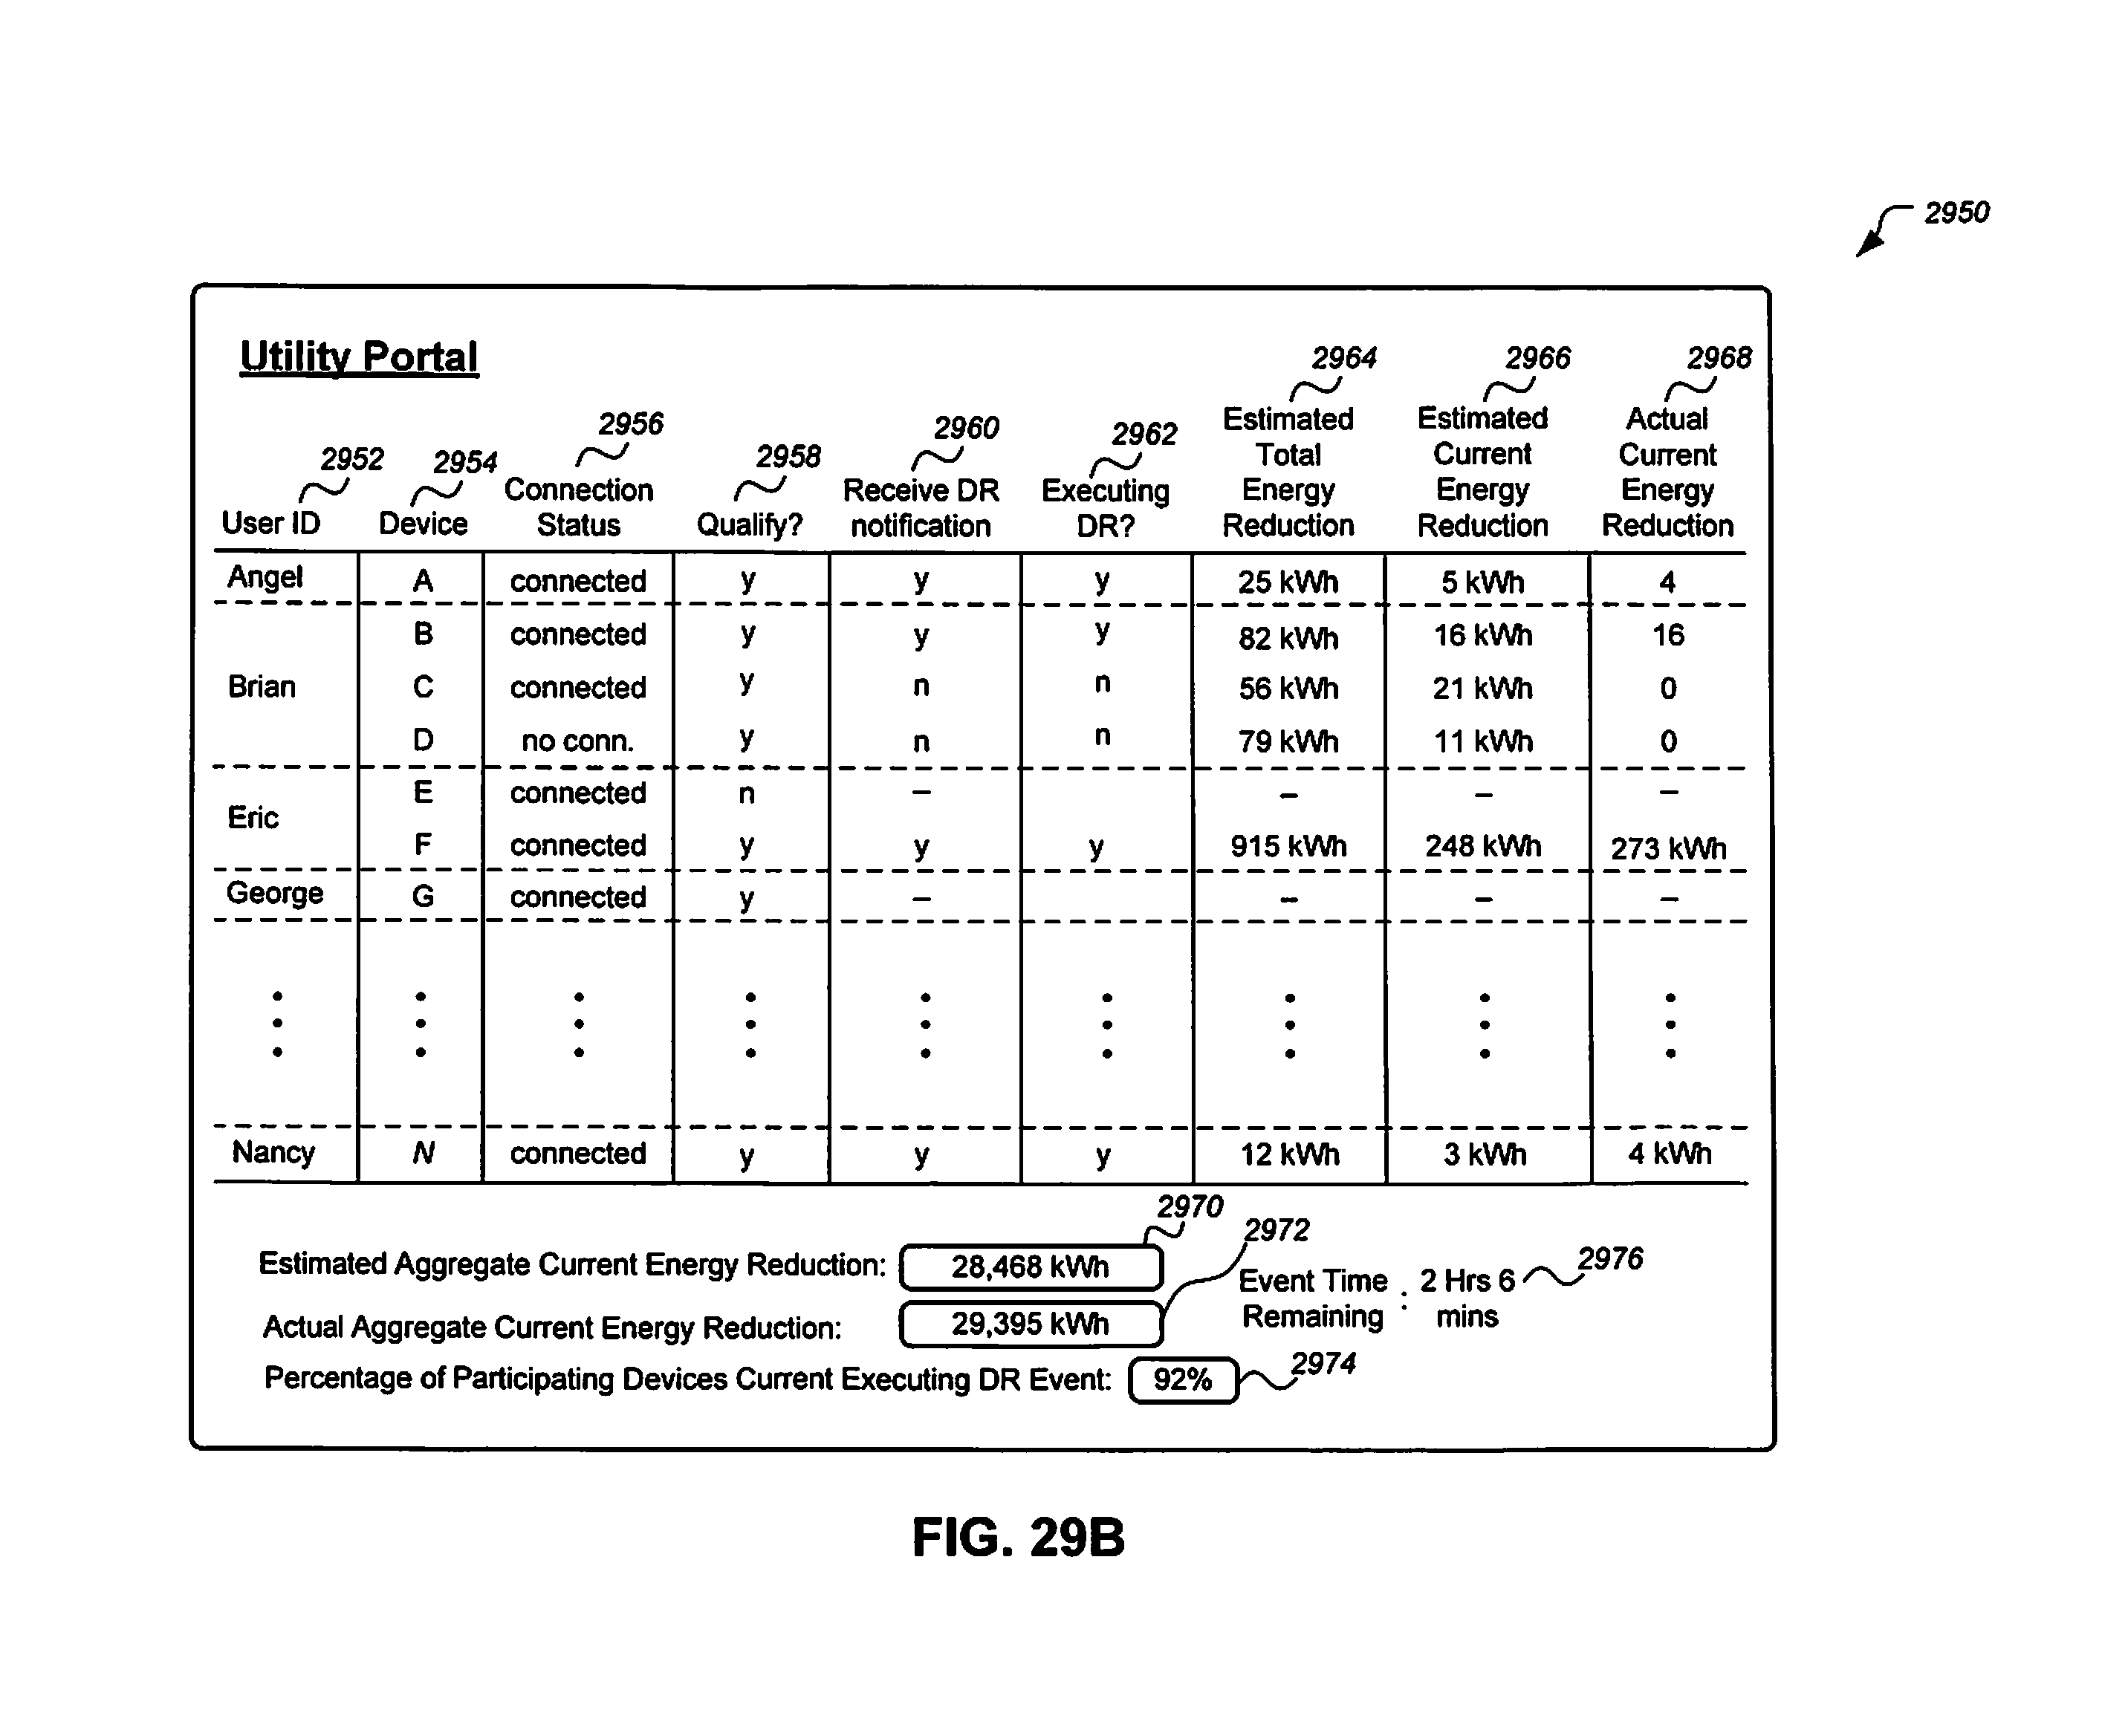 2950
Utility Portal
2964 2966 2968
2956 2960 2962
2952 2954 2958
Estimated Estimated Actual
Total Current Current
Connection Receive DR Executing Energy Energy Energy
User ID Device Status Qualify? notification DR? Reduction Reduction Reduction
Angel A connected y y y 25 kWh 5 kWh 4
B connected y y y 82 kWh 16 kWh 16
Brian C connected y n n 56 kWh 21 kWh 0
D no conn. y n n 79 kWh 11 kWh 0
E connected n – – – –
Eric
F connected y y y 915 kWh 248 kWh 273 kWh
George G connected y – – – –
Nancy N connected y y y 12 kWh 3 kWh 4 kWh
2970
2972
Estimated Aggregate Current Energy Reduction: 28,468 kWh
Event Time Remaining : 2 Hrs 6 mins 2976
Actual Aggregate Current Energy Reduction: 29,395 kWh
Percentage of Participating Devices Current Executing DR Event: 92% 2974
FIG. 29B